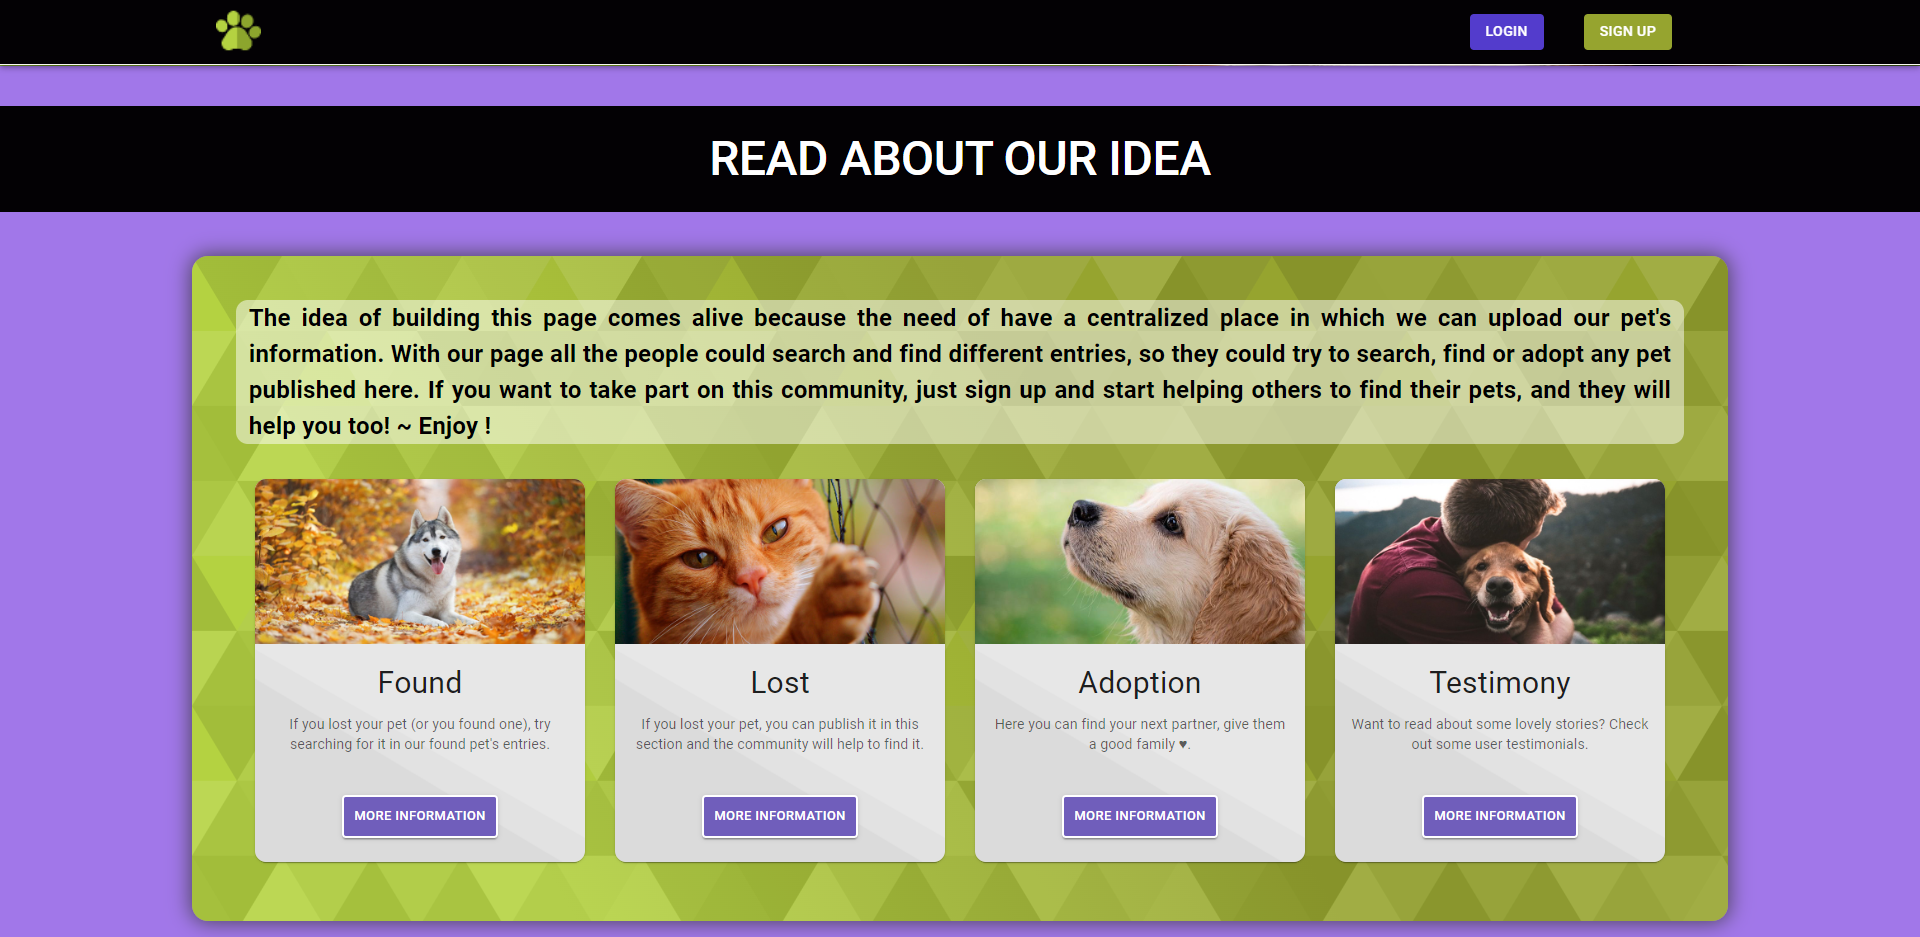 LOGIN
SIGN UP
READ ABOUT OUR IDEA
The idea of building this page comes alive because the need of have a centralized place in which we can upload our pet's
information. With our page all the people could search and find different entries, so they could try to search, find or adopt any pet
published here. If you want to take part on this community, just sign up and start helping others to find their pets, and they will
help you too! ~ Enjoy !
Found
If you lost your pet (or you found one), try
searching for it in our found pet's entries.
MORE INFORMATION
Lost
If you lost your pet, you can publish it in this
section and the community will help to find it.
MORE INFORMATION
Adoption
Here you can find your next partner, give them
a good family ♥.
MORE INFORMATION
Testimony
Want to read about some lovely stories? Check
out some user testimonials.
MORE INFORMATION